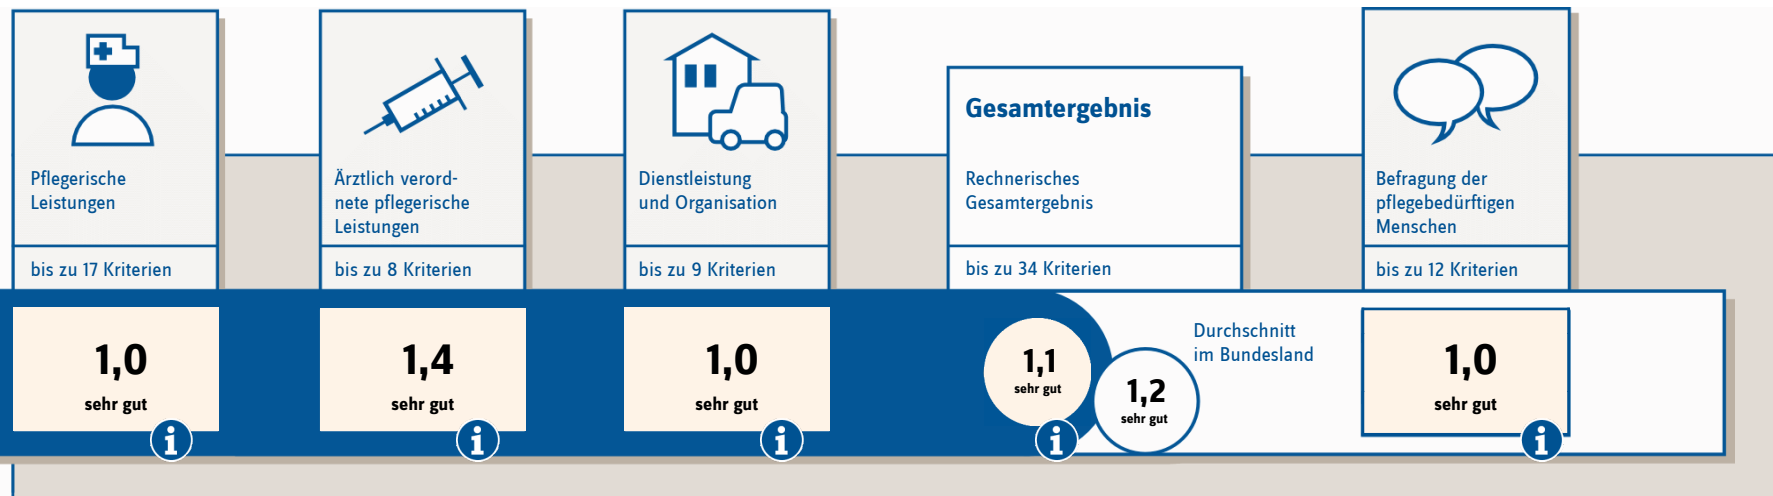 Pflegerische
Leistungen
bis zu 17 Kriterien
1,0
sehr gut
i
Ärztlich verord-
nete pflegerische
Leistungen
bis zu 8 Kriterien
1,4
sehr gut
i
Dienstleistung
und Organisation
bis zu 9 Kriterien
1,0
sehr gut
i
Gesamtergebnis
Rechnerisches
Gesamtergebnis
bis zu 34 Kriterien
1,1
sehr gut
i
1,2
sehr gut
Durchschnitt
im Bundesland
Befragung der
pflegebedürftigen
Menschen
bis zu 12 Kriterien
1,0
sehr gut
i